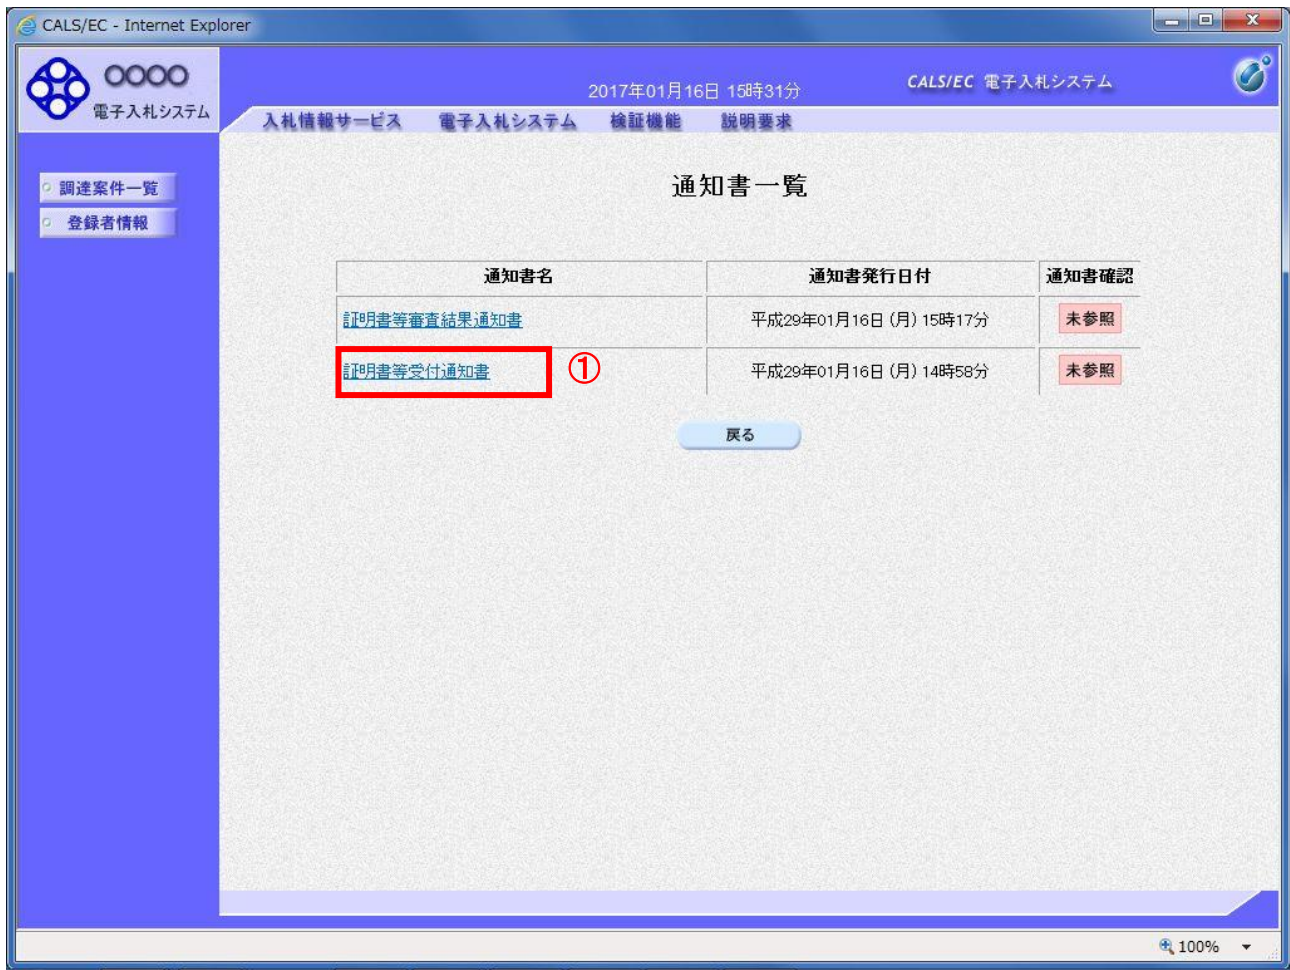 CALS/EC - Internet Explorer
○○○○
電子入札システム
2017年01月16日 15時31分
CALS/EC 電子入札システム
入札情報サービス 電子入札システム 検証機能 説明要求
調達案件一覧
登録者情報
通知書一覧
通知書名 通知書発行日付 通知書確認
証明書等審査結果通知書 平成29年01月16日 (月) 15時17分 未参照
証明書等受付通知書 ① 平成29年01月16日 (月) 14時58分 未参照
戻る
100%